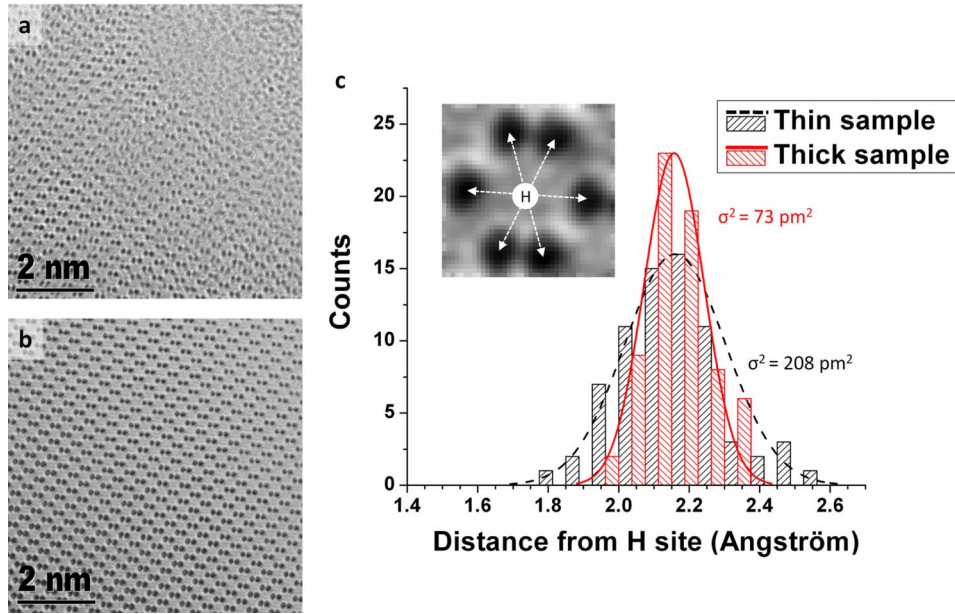 a
2 nm
b
2 nm
c
Counts
25
20
15
10
5
0
1.4 1.6 1.8 2.0 2.2 2.4 2.6
Distance from H site (Angström)
H
Thin sample
Thick sample
σ² = 73 pm²
σ² = 208 pm²